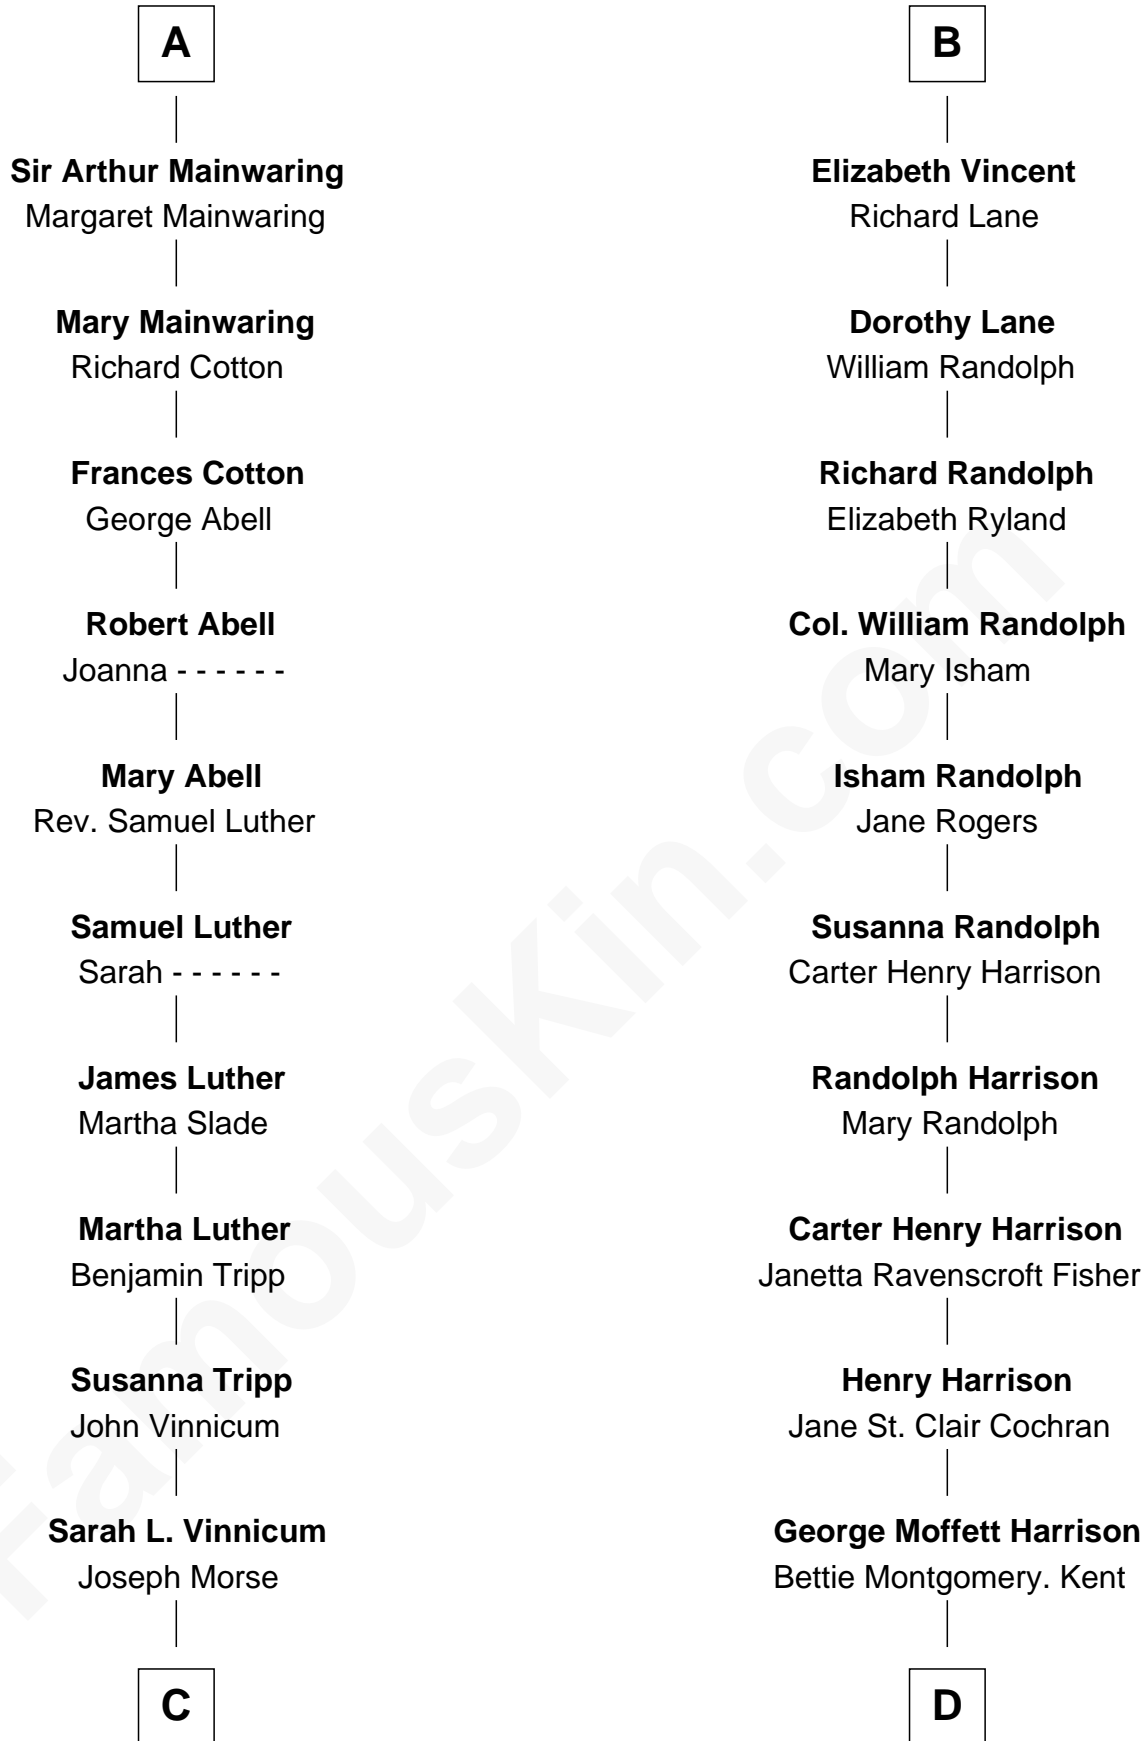 A
Sir Arthur Mainwaring
Margaret Mainwaring
Mary Mainwaring
Richard Cotton
Frances Cotton
George Abell
Robert Abell
Joanna - - - - - -
Mary Abell
Rev. Samuel Luther
Samuel Luther
Sarah - - - - - -
James Luther
Martha Slade
Martha Luther
Benjamin Tripp
Susanna Tripp
John Vinnicum
Sarah L. Vinnicum
Joseph Morse
C
B
Elizabeth Vincent
Richard Lane
Dorothy Lane
William Randolph
Richard Randolph
Elizabeth Ryland
Col. William Randolph
Mary Isham
Isham Randolph
Jane Rogers
Susanna Randolph
Carter Henry Harrison
Randolph Harrison
Mary Randolph
Carter Henry Harrison
Janetta Ravenscroft Fisher
Henry Harrison
Jane St. Clair Cochran
George Moffett Harrison
Bettie Montgomery. Kent
D
FamousKin.com